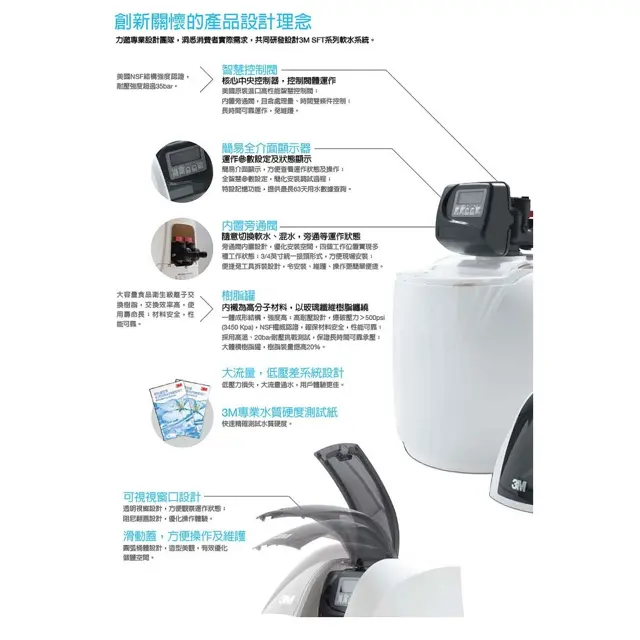 創新關懷的產品設計理念
力邀專業設計團隊,洞悉消費者實際需求,共同研發設計3M SFT系列軟水系統。
美國NSF結構強度認證,
耐壓強度超過35bar。
智慧控制閥
核心中央控制器,控制閥體運作
美國原裝進口高性能智慧控制閥;
內置旁通閥,且含處理量、時間雙條件控制;
長時間可靠運作,免維護。
簡易全介面顯示器
運作參數設定及狀態顯示
簡易介面顯示,方便查看運作狀態及操作;
全智慧參數設定,簡化安裝調試過程;
特設記憶功能,提供最長63天用水數據查詢。
內置旁通閥
隨意切換軟水、混水,旁通等運作狀態
旁通閥內置設計,優化安裝空間,四個工作位置實現多
種工作狀態;3/4英寸統一接頭形式,方便現場安裝;
便捷免工具拆裝設計,令安裝、維護、操作更簡單便捷。
大容量食品衛生級離子交
換樹脂,交換效率高,使
用壽命長;材料安全,性
能可靠。
樹脂罐
內襯為高分子材料,以玻璃纖維樹脂纏繞
一體成形結構,強度高;高耐壓設計,爆破壓力>500psi
(3450 Kpa),NSF權威認證,確保材料安全,性能可靠;
採用高溫、20bar耐壓挑戰測試,保證長時間可靠承壓;
大體積樹脂罐,樹脂裝量提高20%。
大流量,低壓差系統設計
低壓力損失,大流量過水,用戶體驗更佳。
3M
3M專業水質硬度測試紙
快速精確測試水質硬度。
3M
可視視窗口設計
透明視窗設計,方便觀察運作狀態;
阻尼翻蓋設計,優化操作體驗。
滑動蓋,方便操作及維護
圓弧桶體設計,造型美觀,有效優化
儲鹽空間。
3M